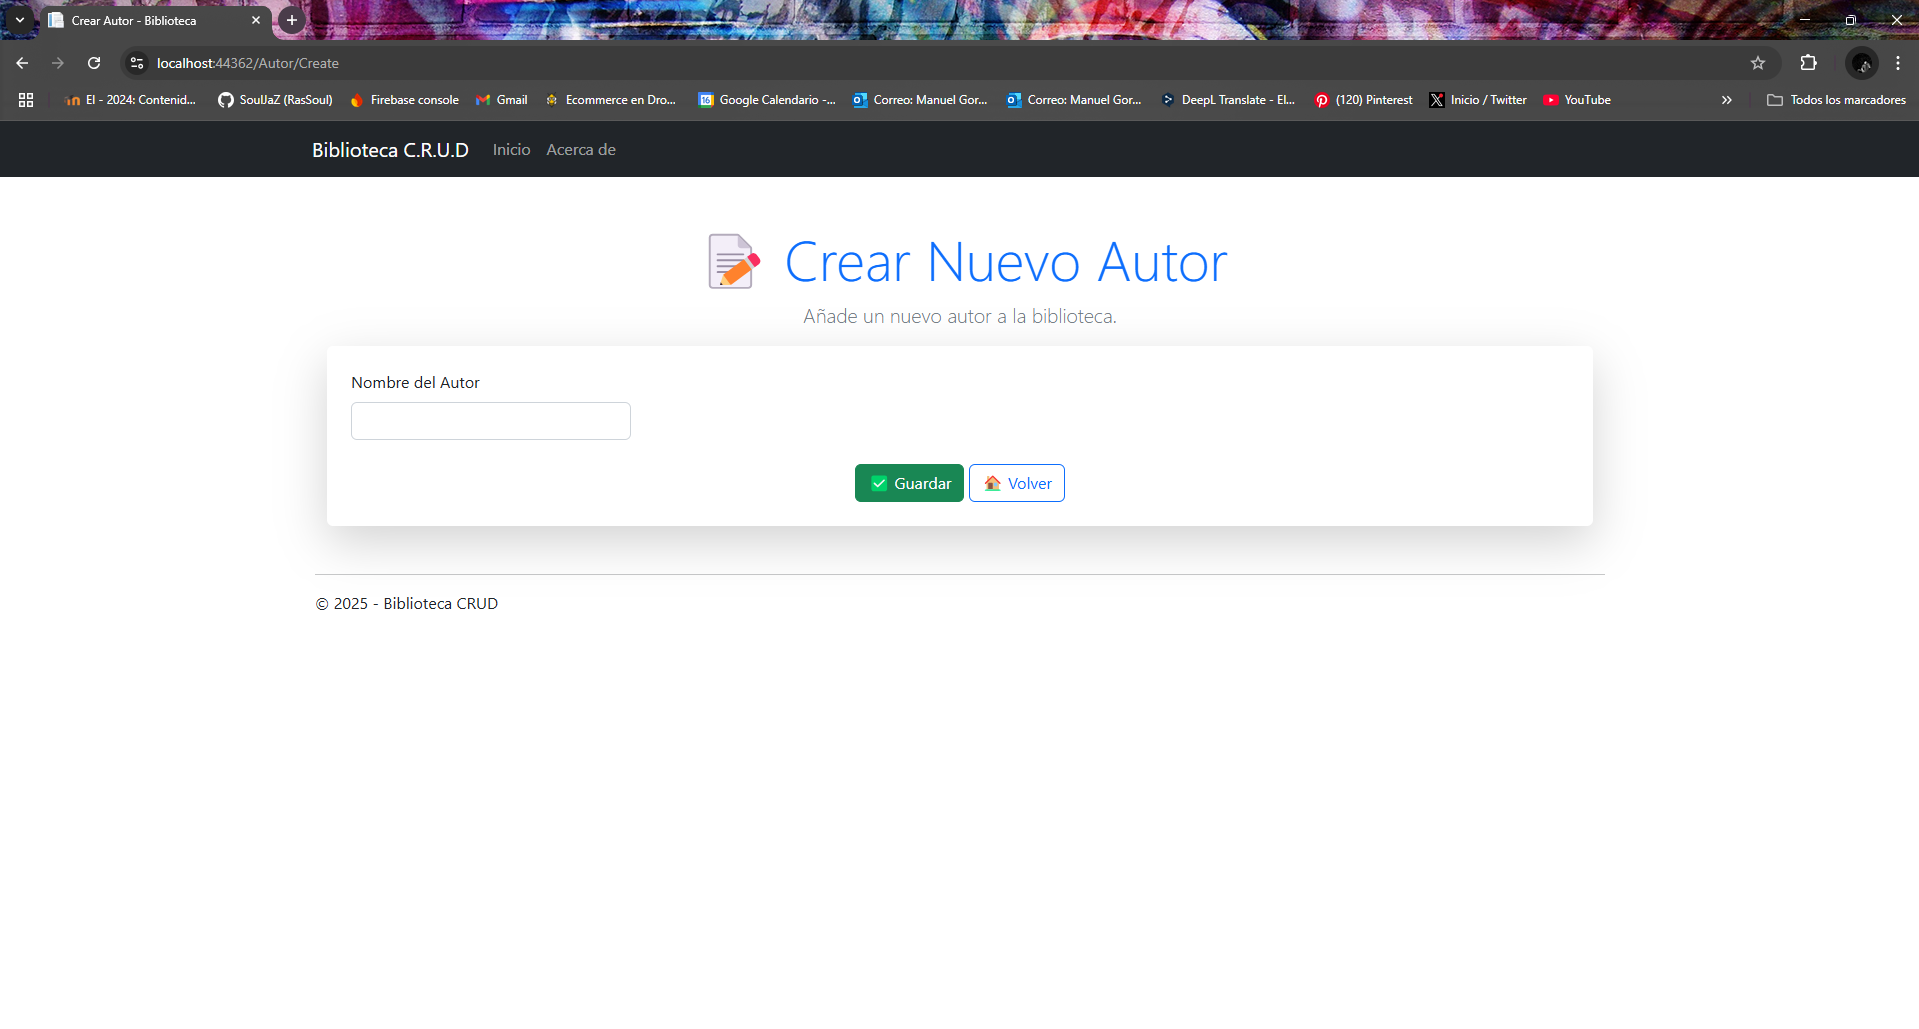 Crear Autor - Biblioteca
localhost:44362/Autor/Create
EI - 2024: Contenid...
SoulJaZ (RasSoul)
Firebase console
Gmail
Ecommerce en Dro...
16
Google Calendario -...
Correo: Manuel Gor...
Correo: Manuel Gor...
DeepL Translate - El...
(120) Pinterest
Inicio / Twitter
YouTube
Todos los marcadores
Biblioteca C.R.U.D
Inicio
Acerca de
Crear Nuevo Autor
Añade un nuevo autor a la biblioteca.
Nombre del Autor
Guardar
Volver
© 2025 - Biblioteca CRUD